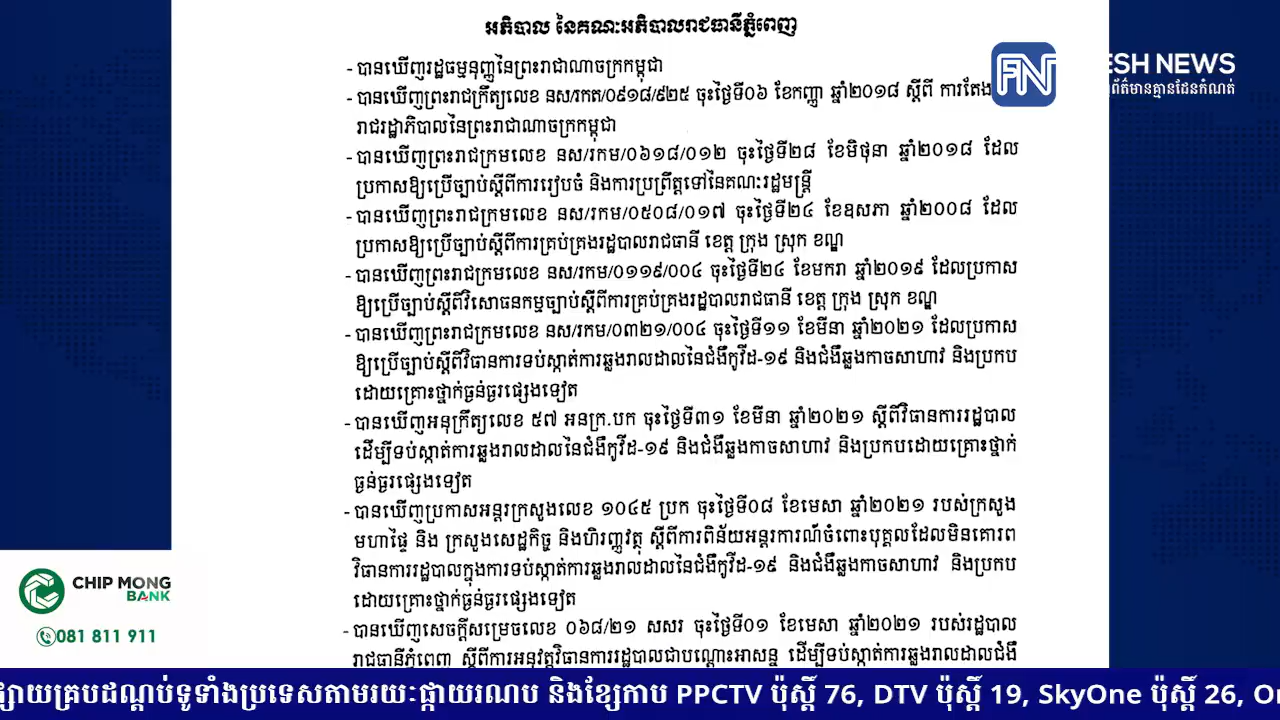 អភិបាល នៃគណៈអភិបាលរាជធានីភ្នំពេញ
- បានឃើញរដ្ឋធម្មនុញ្ញនៃព្រះរាជាណាចក្រកម្ពុជា
- បានឃើញព្រះរាជក្រឹត្យលេខ នស/រកត/០៩១៨/៩២៥ ចុះថ្ងៃទី០៦ ខែកញ្ញា ឆ្នាំ២០១៨ ស្តីពី ការតែង
រាជរដ្ឋាភិបាលនៃព្រះរាជាណាចក្រកម្ពុជា
- បានឃើញព្រះរាជក្រមលេខ នស/រកម/០៦១៨/០១២ ចុះថ្ងៃទី២៨ ខែមិថុនា ឆ្នាំ២០១៨ ដែល
ប្រកាសឱ្យប្រើច្បាប់ស្តីពីការរៀបចំ និងការប្រព្រឹត្តទៅនៃគណៈរដ្ឋមន្ត្រី
- បានឃើញព្រះរាជក្រមលេខ នស/រកម/០៥០៨/០១៧ ចុះថ្ងៃទី២៤ ខែឧសភា ឆ្នាំ២០០៨ ដែល
ប្រកាសឱ្យប្រើច្បាប់ស្តីពីការគ្រប់គ្រងរដ្ឋបាលរាជធានី ខេត្ត ក្រុង ស្រុក ខណ្ឌ
- បានឃើញព្រះរាជក្រមលេខ នស/រកម/០១១៩/០០៤ ចុះថ្ងៃទី២៤ ខែមករា ឆ្នាំ២០១៩ ដែលប្រកាស
ឱ្យប្រើច្បាប់ស្តីពីវិសោធនកម្មច្បាប់ស្តីពីការគ្រប់គ្រងរដ្ឋបាលរាជធានី ខេត្ត ក្រុង ស្រុក ខណ្ឌ
- បានឃើញព្រះរាជក្រមលេខ នស/រកម/០៣២១/០០៤ ចុះថ្ងៃទី១១ ខែមីនា ឆ្នាំ២០២១ ដែលប្រកាស
ឱ្យប្រើច្បាប់ស្តីពីវិធានការទប់ស្កាត់ការឆ្លងរាលដាលនៃជំងឺកូវីដ-១៩ និងជំងឺឆ្លងកាចសាហាវ និងប្រកប
ដោយគ្រោះថ្នាក់ធ្ងន់ធ្ងរផ្សេងទៀត
- បានឃើញអនុក្រឹត្យលេខ ៥៧ អនក្រ.បក ចុះថ្ងៃទី៣១ ខែមីនា ឆ្នាំ២០២១ ស្តីពីវិធានការរដ្ឋបាល
ដើម្បីទប់ស្កាត់ការឆ្លងរាលដាលនៃជំងឺកូវីដ-១៩ និងជំងឺឆ្លងកាចសាហាវ និងប្រកបដោយគ្រោះថ្នាក់
ធ្ងន់ធ្ងរផ្សេងទៀត
- បានឃើញប្រកាសអន្តរក្រសួងលេខ ១០៤៥ ប្រក ចុះថ្ងៃទី០៨ ខែមេសា ឆ្នាំ២០២១ របស់ក្រសួង
មហាផ្ទៃ និង ក្រសួងសេដ្ឋកិច្ច និងហិរញ្ញវត្ថុ ស្តីពីការពិន័យអន្តរការណ៍ចំពោះបុគ្គលដែលមិនគោរព
វិធានការរដ្ឋបាលក្នុងការទប់ស្កាត់ការឆ្លងរាលដាលនៃជំងឺកូវីដ-១៩ និងជំងឺឆ្លងកាចសាហាវ និងប្រកប
ដោយគ្រោះថ្នាក់ធ្ងន់ធ្ងរផ្សេងទៀត
- បានឃើញសេចក្តីសម្រេចលេខ ០៦៨/២១ សសរ ចុះថ្ងៃទី០១ ខែមេសា ឆ្នាំ២០២១ របស់រដ្ឋបាល
រាជធានីភ្នំពេញ ស្តីពីការអនុវត្តវិធានការរដ្ឋបាលជាបណ្តោះអាសន្ន ដើម្បីទប់ស្កាត់ការឆ្លងរាលដាលជំងឺ
FN
ESH NEWS
ព័ត៌មានគ្មានដែនកំណត់
CHIP MONG
BANK
081 811 911
ផ្សាយគ្របដណ្តប់ទូទាំងប្រទេសតាមរយៈផ្កាយរណប និងខ្សែកាប PPCTV ប៉ុស្តិ៍ 76, DTV ប៉ុស្តិ៍ 19, SkyOne ប៉ុស្តិ៍ 26, On